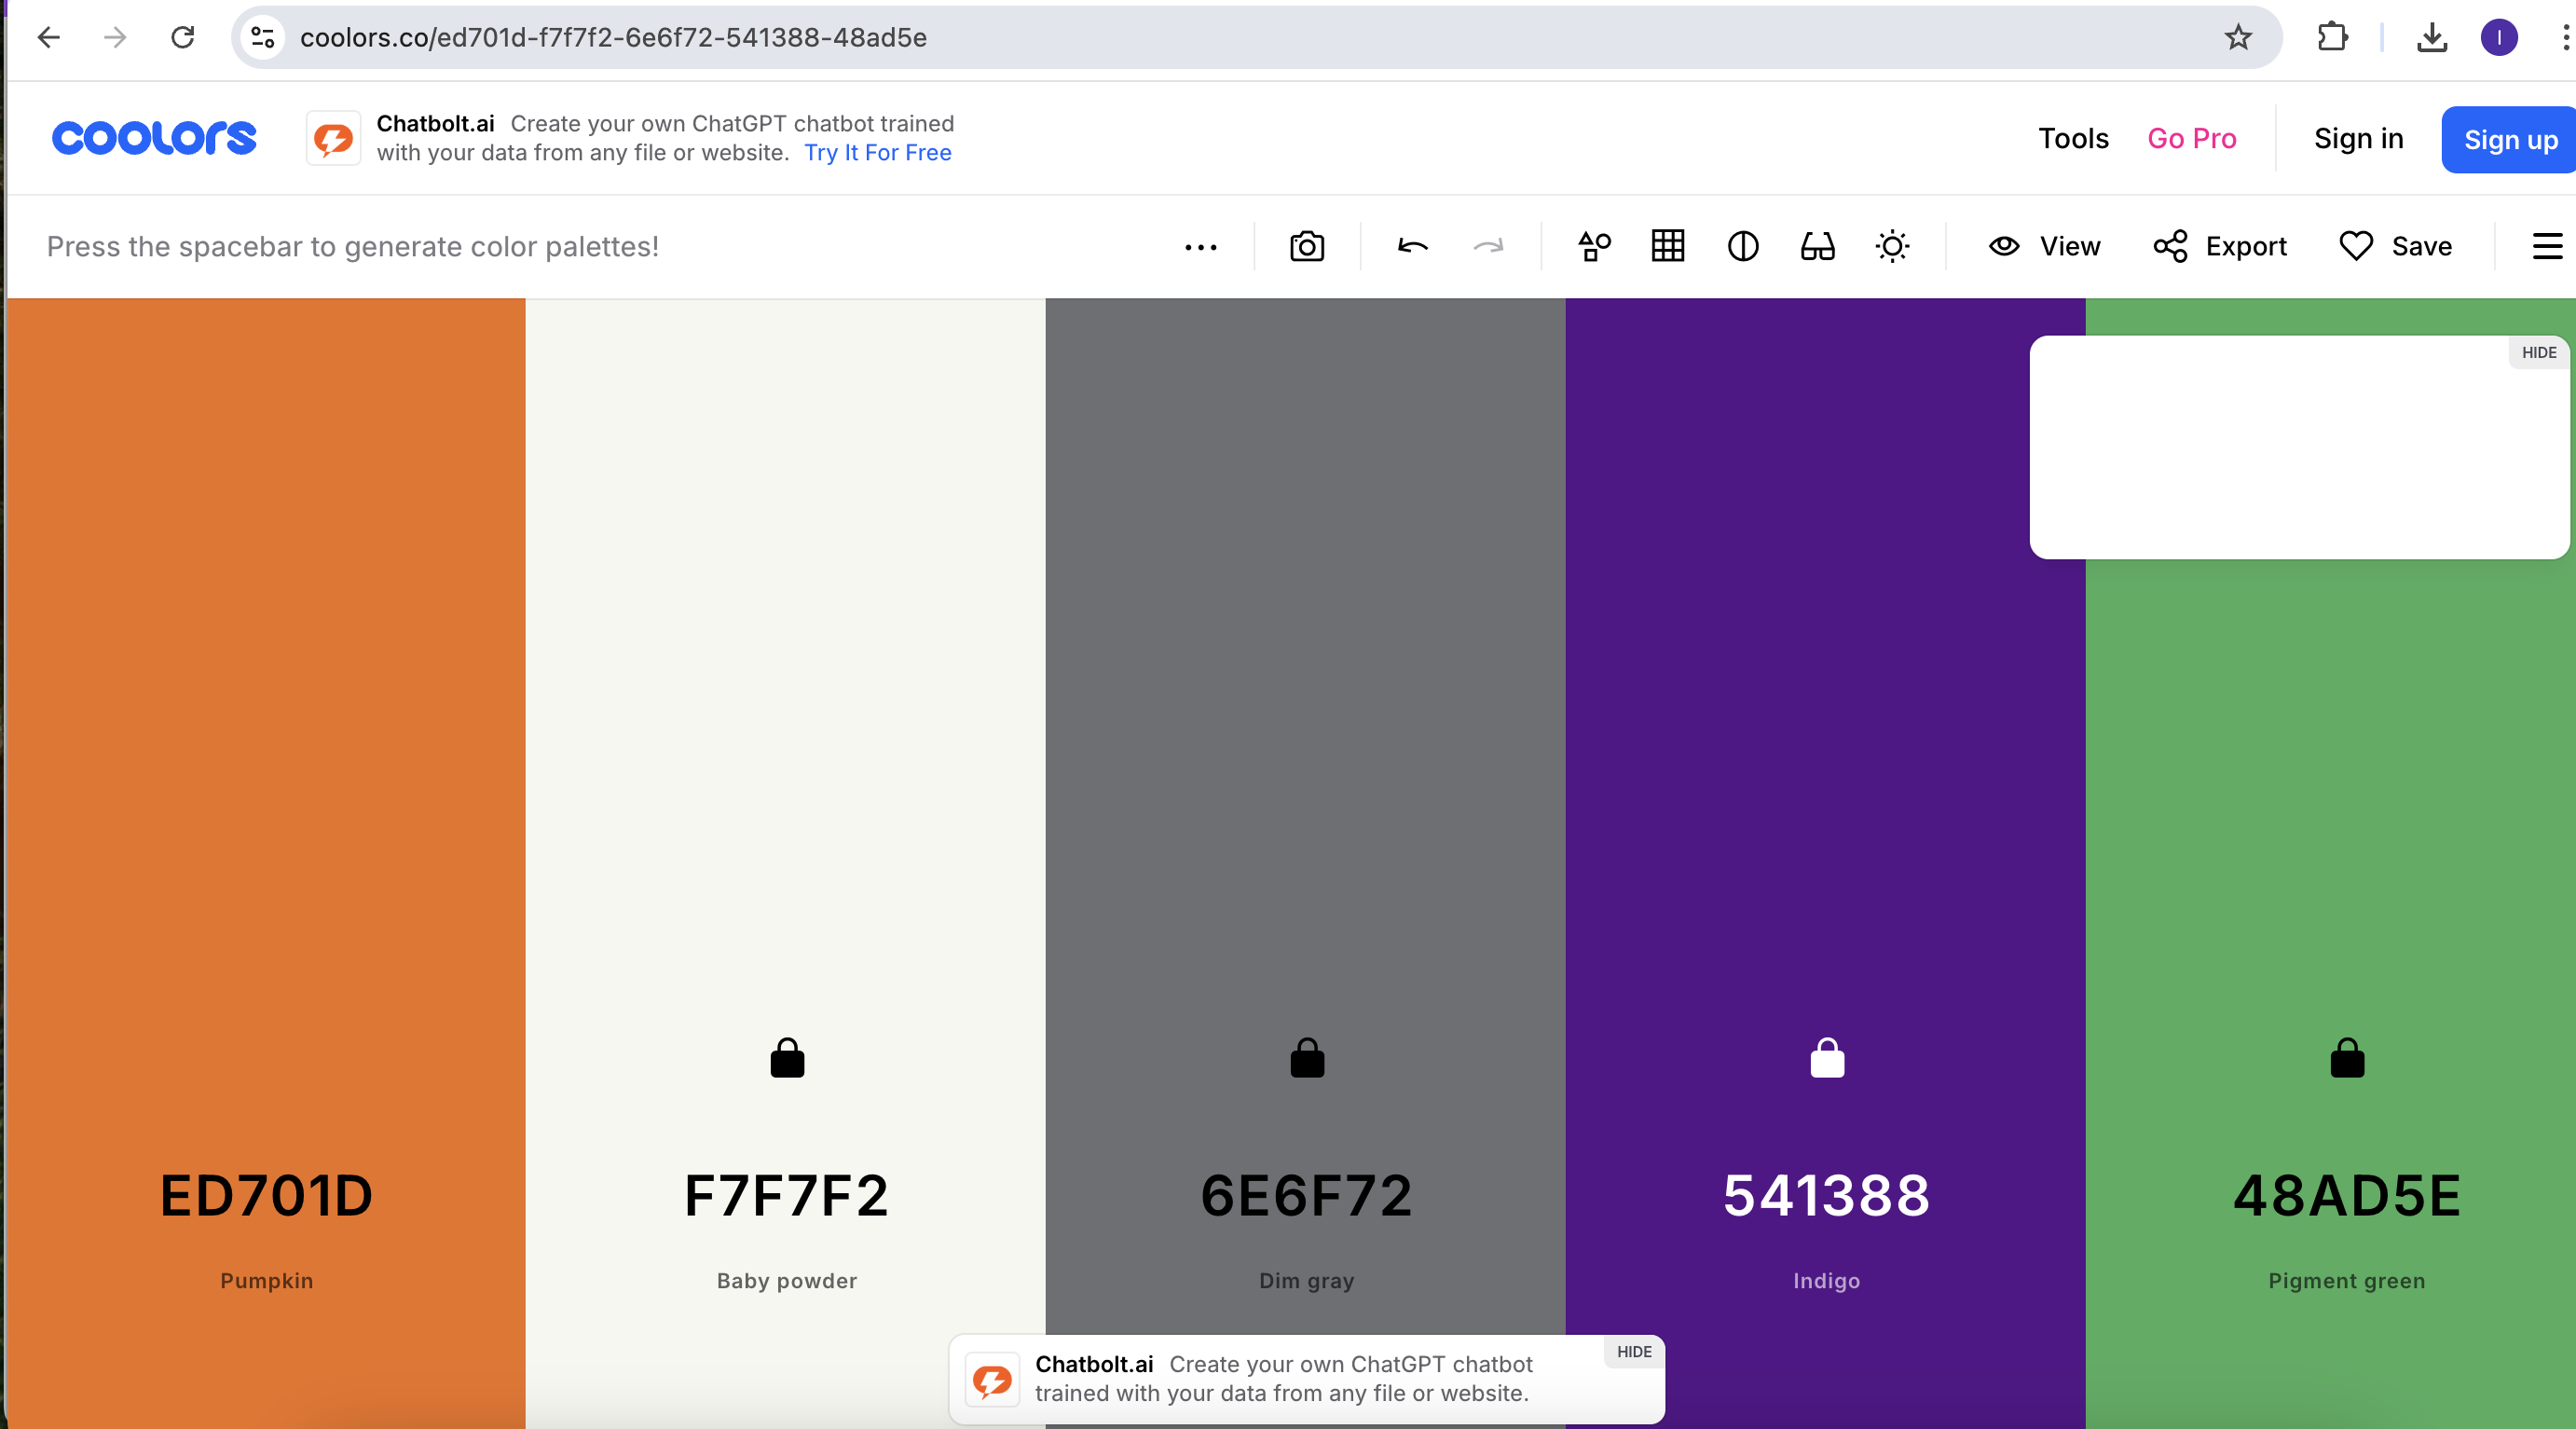 coolors.co/ed701d-f7f7f2-6e6f72-541388-48ad5e
I
coolors
Chatbolt.ai Create your own ChatGPT chatbot trained
with your data from any file or website. Try It For Free
Tools Go Pro Sign in Sign up
Press the spacebar to generate color palettes!
View Export Save
HIDE
ED701D F7F7F2 6E6F72 541388 48AD5E
Pumpkin Baby powder Dim gray Indigo Pigment green
Chatbolt.ai Create your own ChatGPT chatbot
trained with your data from any file or website.
HIDE